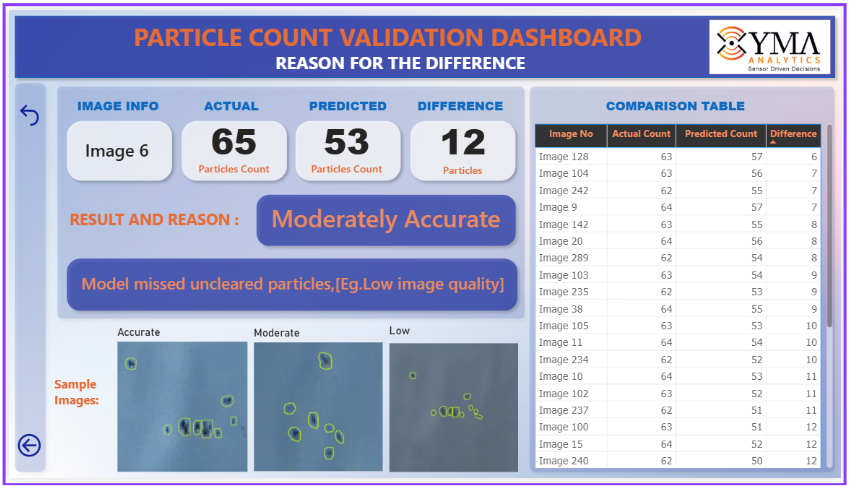 PARTICLE COUNT VALIDATION DASHBOARD
REASON FOR THE DIFFERENCE
XYMA
ANALYTICS
Sensor Driven Decisions
IMAGE INFO ACTUAL PREDICTED DIFFERENCE
Image 6 65 53 12
Particles Count Particles Count Particles
RESULT AND REASON : Moderately Accurate
Model missed uncleared particles,[Eg.Low image quality]
Accurate Moderate Low
Sample
Images:
COMPARISON TABLE
Image No Actual Count Predicted Count Difference
Image 128 63 57 6
Image 104 63 56 7
Image 242 62 55 7
Image 9 64 57 7
Image 142 63 55 8
Image 20 64 56 8
Image 289 62 54 8
Image 103 63 54 9
Image 235 62 53 9
Image 38 64 55 9
Image 105 63 53 10
Image 11 64 54 10
Image 234 62 52 10
Image 10 64 53 11
Image 102 63 52 11
Image 237 62 51 11
Image 100 63 51 12
Image 15 64 52 12
Image 240 62 50 12